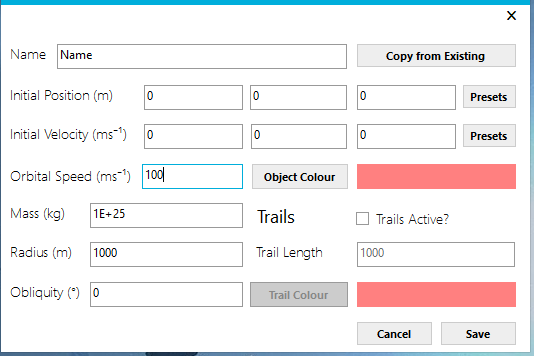 Name Name Copy from Existing
Initial Position (m) 0 0 0 Presets
Initial Velocity (ms⁻¹) 0 0 0 Presets
Orbital Speed (ms⁻¹) 100 Object Colour
Mass (kg) 1E+25 Trails Trails Active?
Radius (m) 1000 Trail Length 1000
Obliquity (°) 0 Trail Colour
Cancel Save